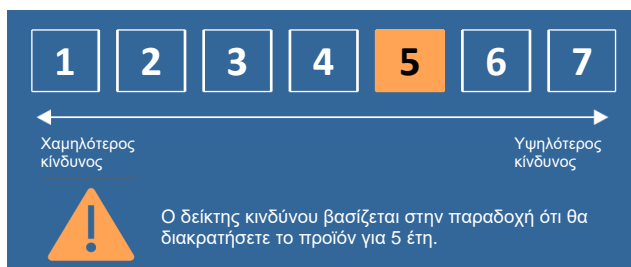 1 2 3 4 5 6 7
Χαμηλότερος Υψηλότερος
κίνδυνος κίνδυνος
Ο δείκτης κινδύνου βασίζεται στην παραδοχή ότι θα
διακρατήσετε το προϊόν για 5 έτη.